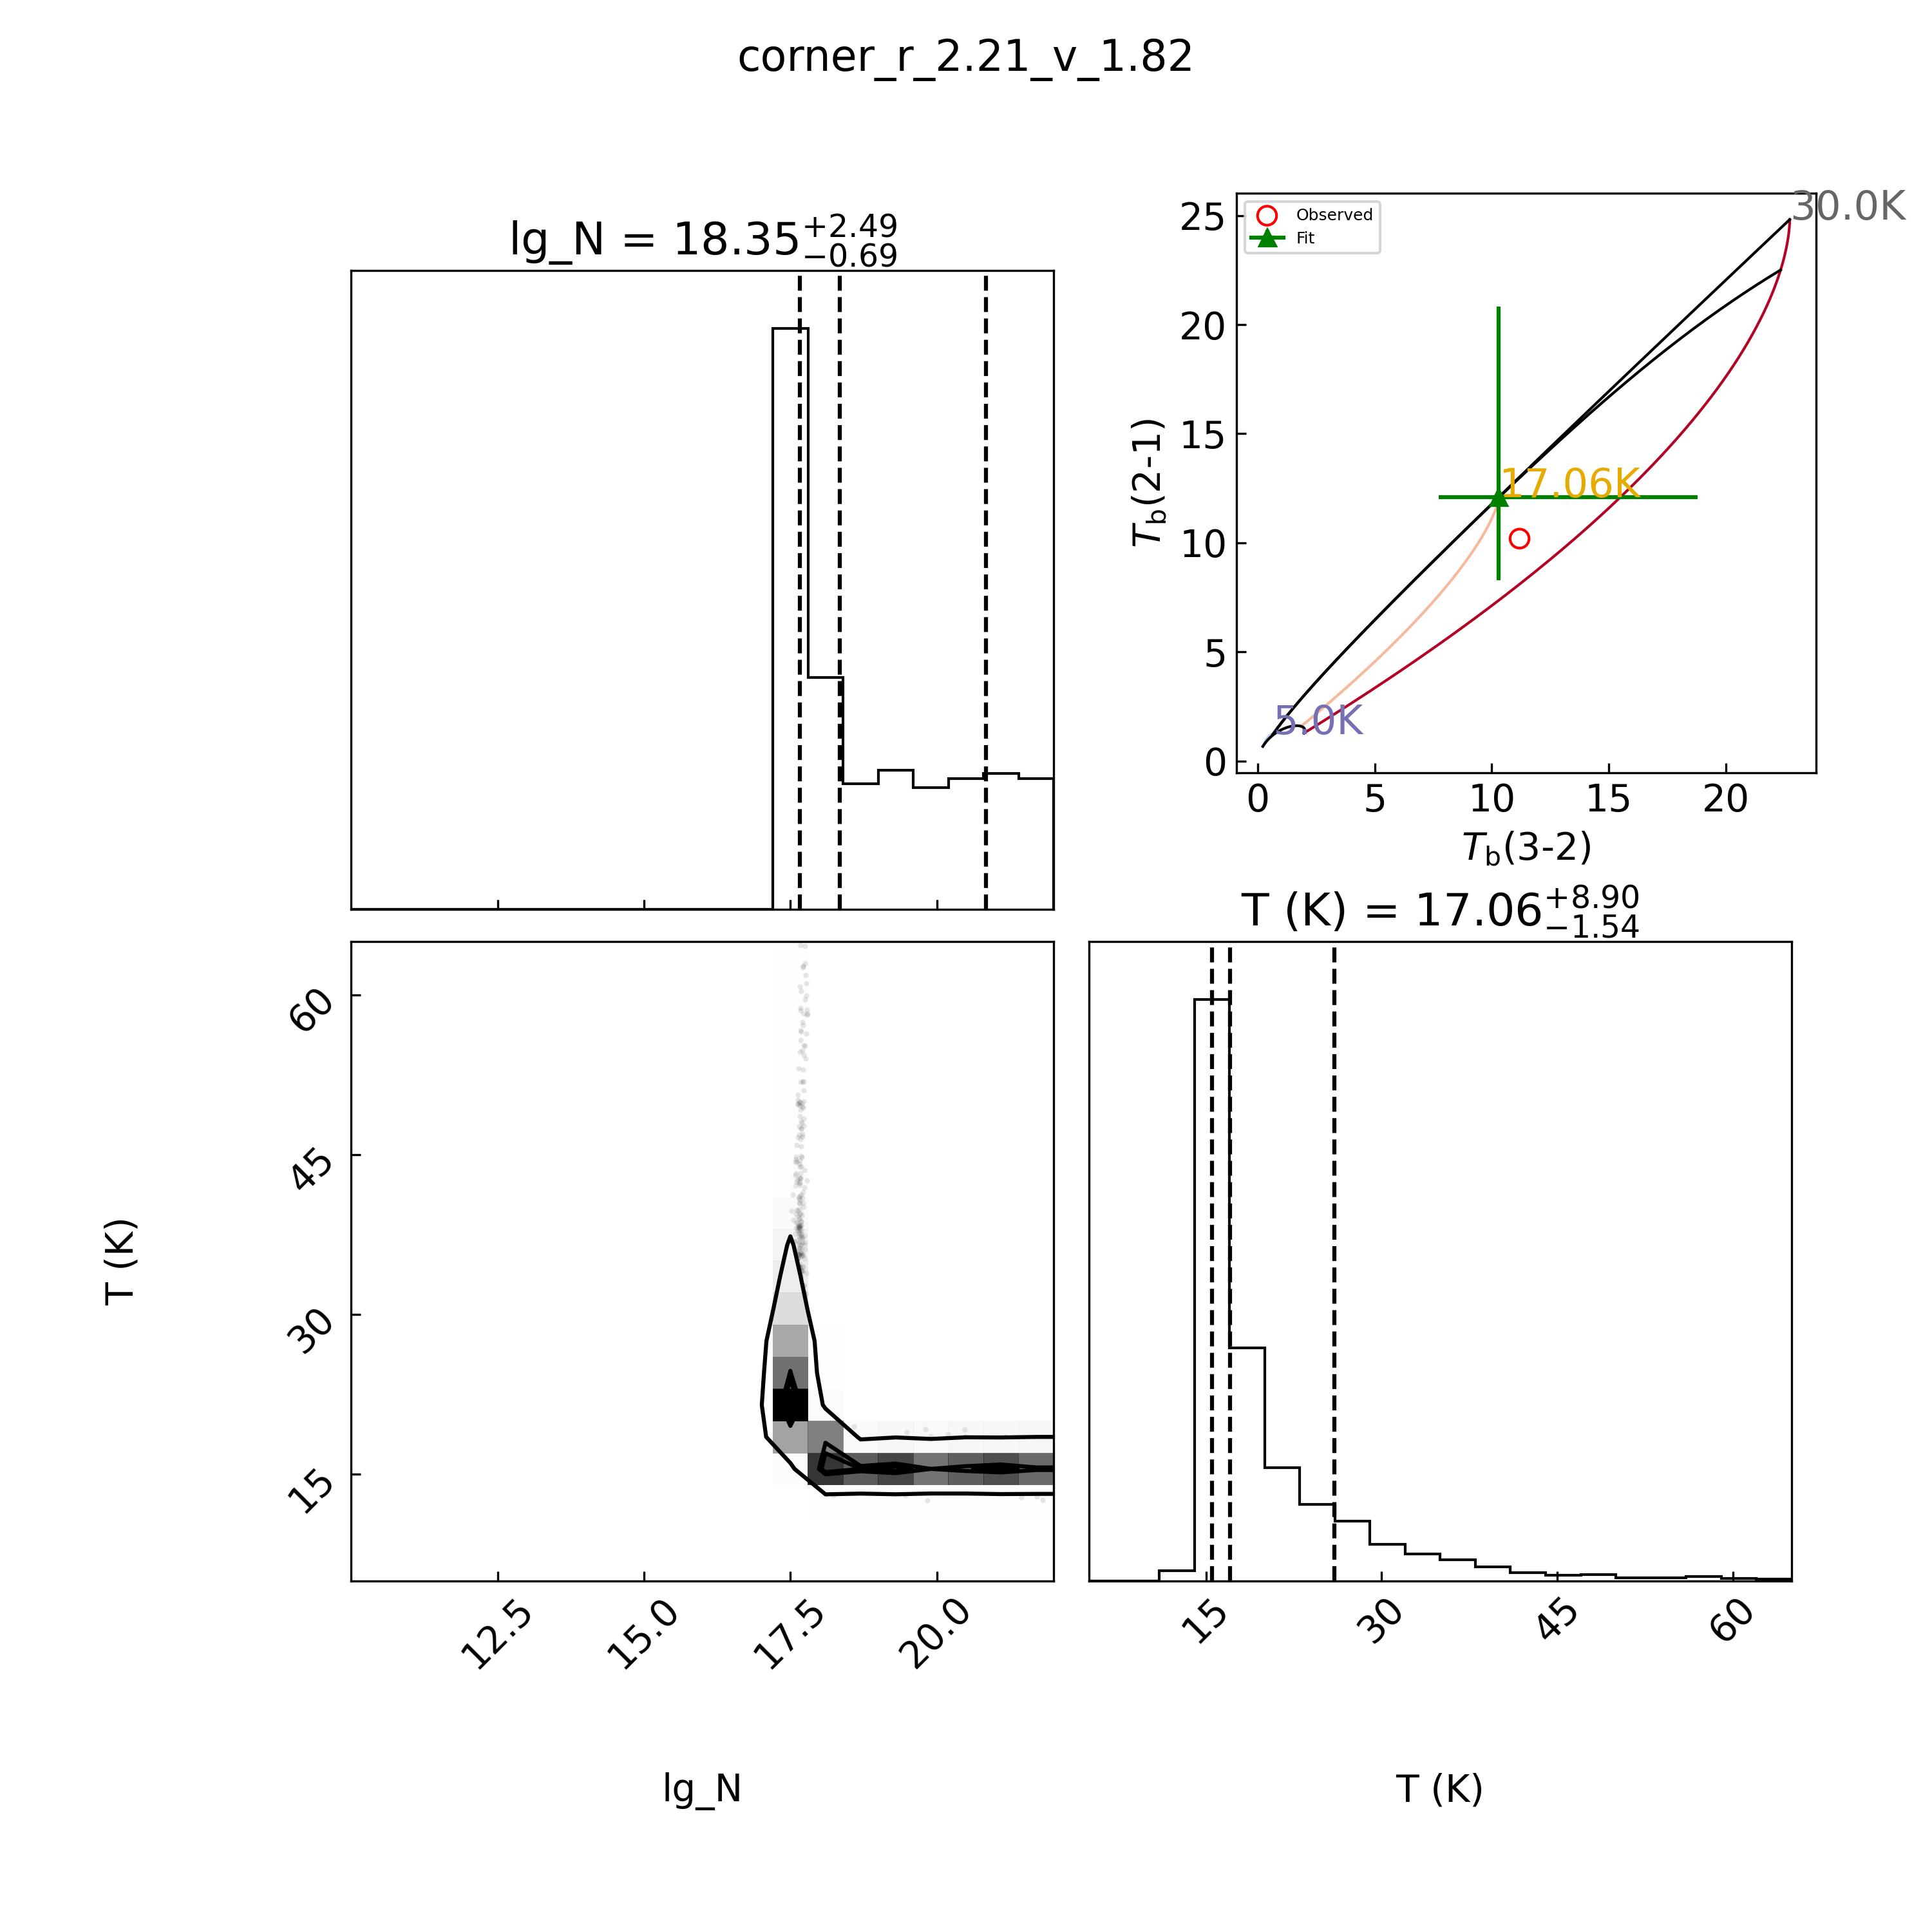 corner_r_2.21_v_1.82
lg_N = 18.35+2.49−0.69
Observed
Fit
30.0K
17.06K
5.0K
25
20
15
10
5
0
Tb(2-1)
0 5 10 15 20
Tb(3-2)
T (K) = 17.06+8.90−1.54
60
45
30
15
T (K)
12.5 15.0 17.5 20.0
15 30 45 60
lg_N
T (K)